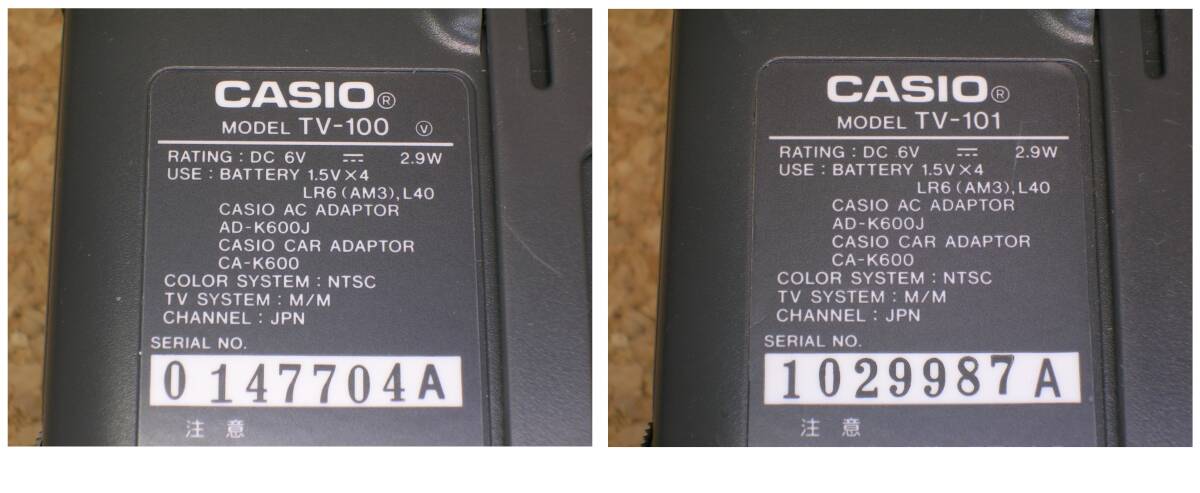 CASIO®
MODEL TV-100 Ⓥ
RATING : DC 6V ⎓ 2.9W
USE : BATTERY 1.5V×4
LR6 (AM3), L40
CASIO AC ADAPTOR
AD-K600J
CASIO CAR ADAPTOR
CA-K600
COLOR SYSTEM : NTSC
TV SYSTEM : M/M
CHANNEL : JPN
SERIAL NO.
0147704A
注意
CASIO®
MODEL TV-101
RATING : DC 6V ⎓ 2.9W
USE : BATTERY 1.5V×4
LR6 (AM3), L40
CASIO AC ADAPTOR
AD-K600J
CASIO CAR ADAPTOR
CA-K600
COLOR SYSTEM : NTSC
TV SYSTEM : M/M
CHANNEL : JPN
SERIAL NO.
1029987A
注意